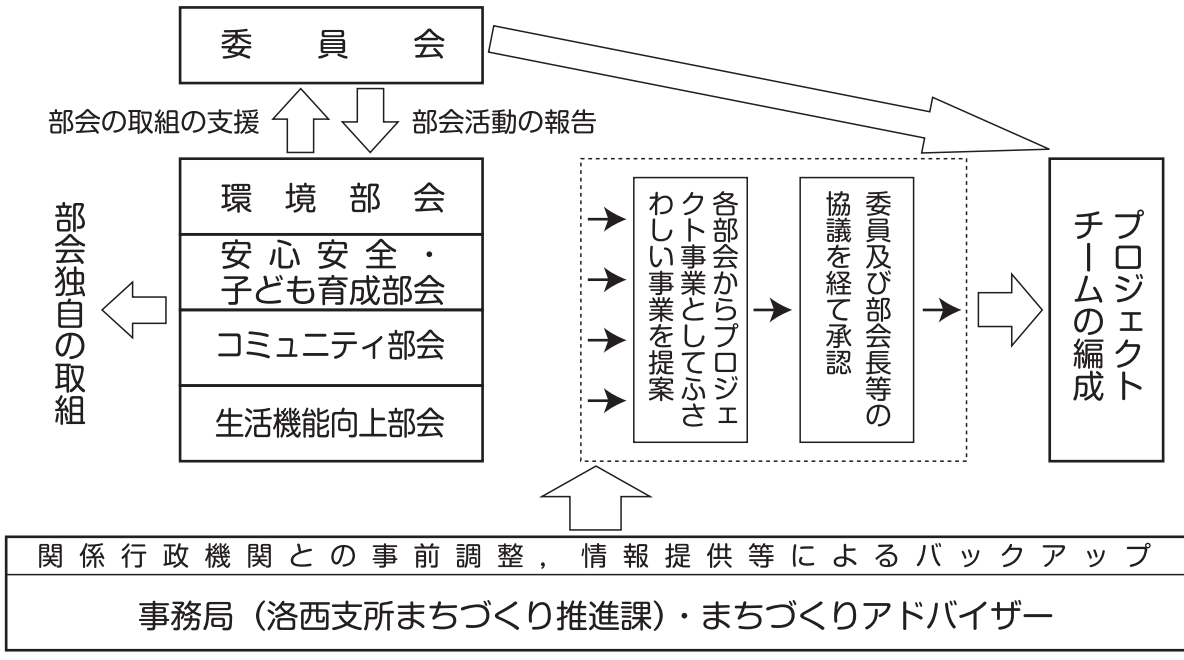 委員会
部会の取組の支援
部会活動の報告
環境部会
安心安全・
子ども育成部会
コミュニティ部会
生活機能向上部会
部会独自の取組
各部会からプロジェ
クト事業としてふさ
わしい事業を提案
委員及び部会長等の
協議を経て承認
プロジェクト
チームの編成
関係行政機関との事前調整，情報提供等によるバックアップ
事務局（洛西支所まちづくり推進課）・まちづくりアドバイザー